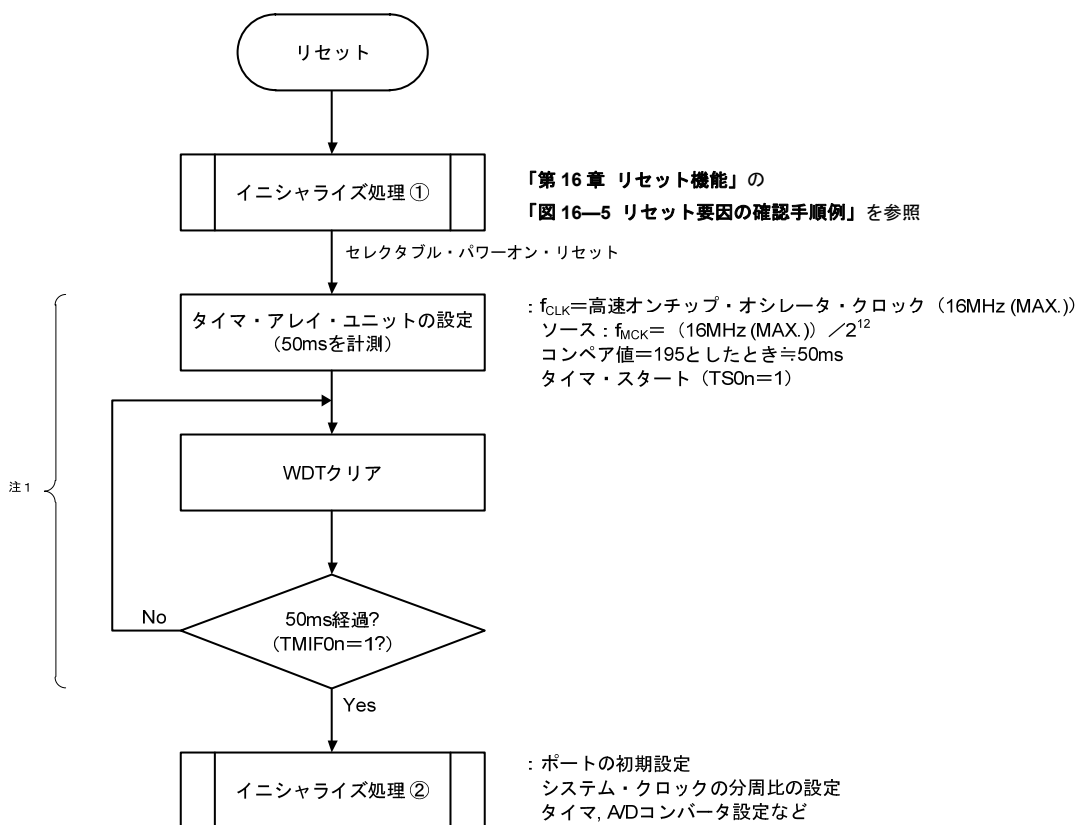 リセット
イニシャライズ処理 ①
「第 16 章 リセット機能」の
「図 16―5 リセット要因の確認手順例」を参照
セレクタブル・パワーオン・リセット
タイマ・アレイ・ユニットの設定
（50msを計測）
：fCLK＝高速オンチップ・オシレータ・クロック（16MHz (MAX.)）
ソース：fMCK＝（16MHz (MAX.)）／2^12
コンペア値＝195としたとき≒50ms
タイマ・スタート（TS0n＝1）
WDTクリア
注 1
50ms経過?
（TMIF0n＝1?）
No
Yes
イニシャライズ処理 ②
：ポートの初期設定
システム・クロックの分周比の設定
タイマ, A/Dコンバータ設定など